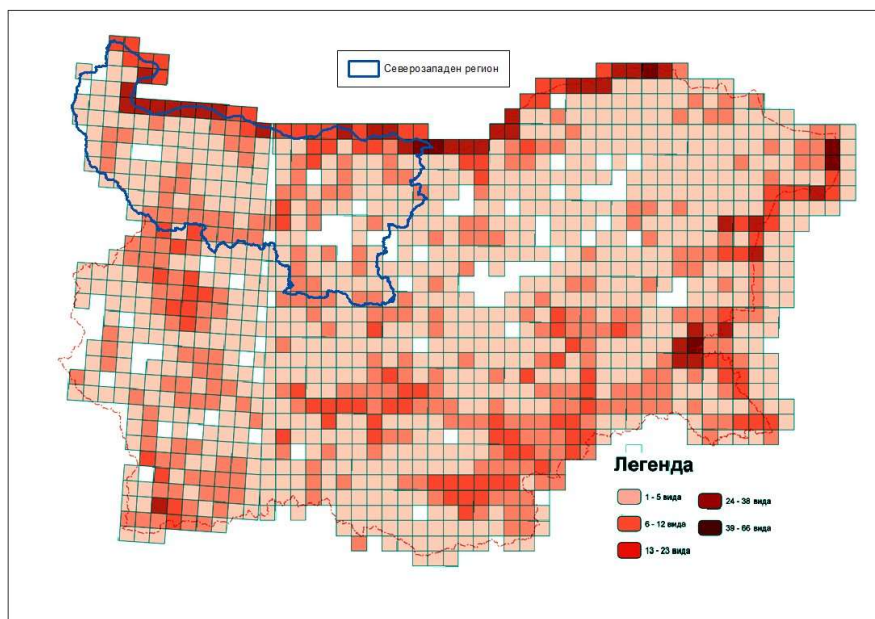 Северозападен регион
Легенда
1 - 5 вида
24 - 38 вида
6 - 12 вида
39 - 66 вида
13 - 23 вида